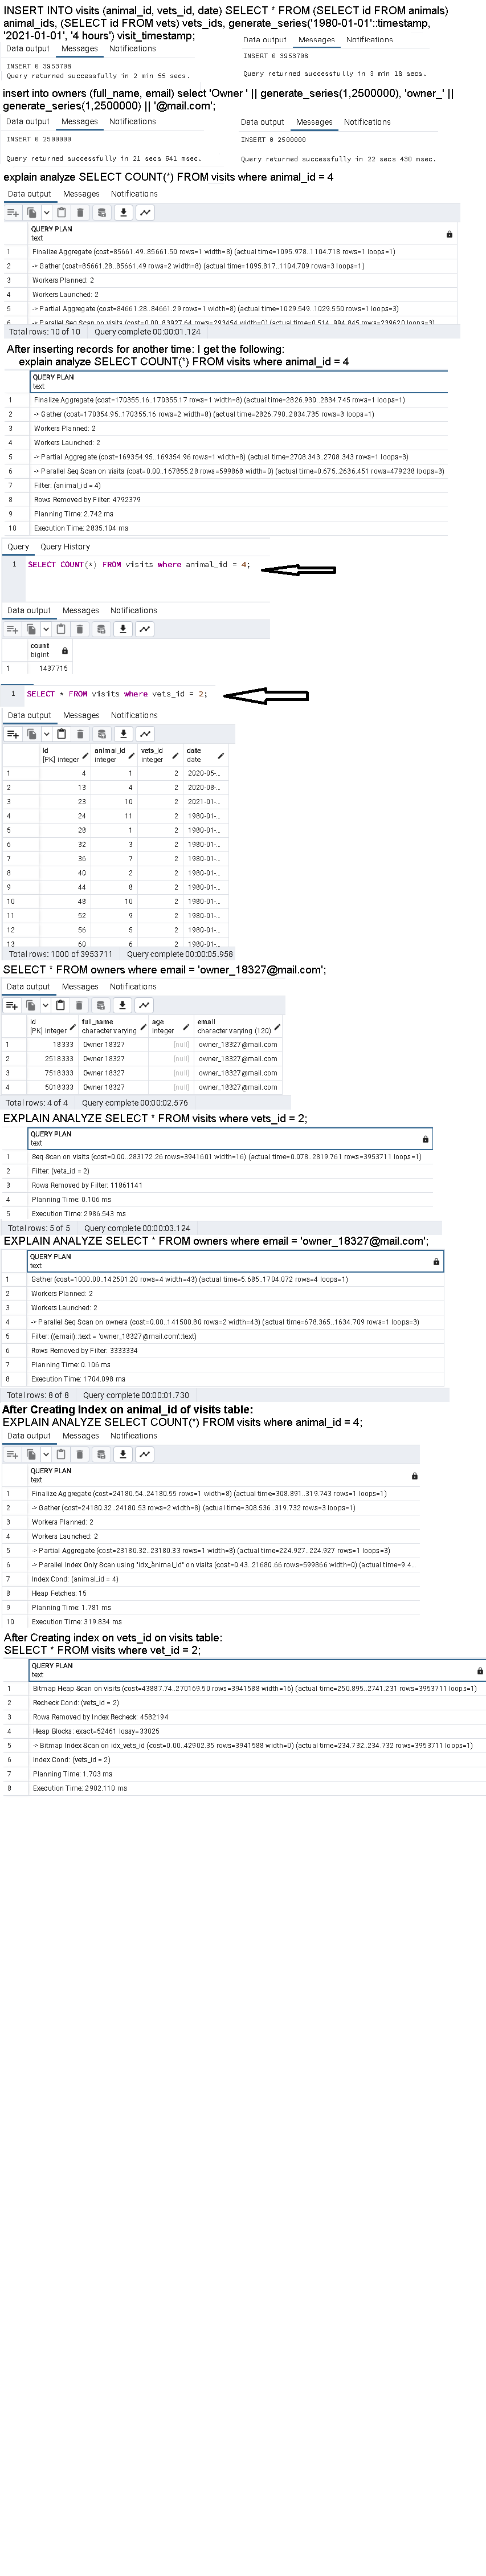 INSERT INTO visits (animal_id, vets_id, date) SELECT * FROM (SELECT id FROM animals)
animal_ids, (SELECT id FROM vets) vets_ids, generate_series('1980-01-01'::timestamp,
'2021-01-01', '4 hours') visit_timestamp;
Data output Messages Notifications
INSERT 0 3953708
Query returned successfully in 2 min 55 secs.
Data output Messages Notifications
INSERT 0 3953708
Query returned successfully in 3 min 18 secs.
insert into owners (full_name, email) select 'Owner ' || generate_series(1,2500000), 'owner_' ||
generate_series(1,2500000) || '@mail.com';
Data output Messages Notifications
INSERT 0 2500000
Query returned successfully in 21 secs 841 msec.
Data output Messages Notifications
INSERT 0 2500000
Query returned successfully in 22 secs 430 msec.
explain analyze SELECT COUNT(*) FROM visits where animal_id = 4
Data output Messages Notifications
QUERY PLAN
text
1 Finalize Aggregate (cost=85661.49..85661.50 rows=1 width=8) (actual time=1095.978..1104.718 rows=1 loops=1)
2 -> Gather (cost=85661.28..85661.49 rows=2 width=8) (actual time=1095.817..1104.709 rows=3 loops=1)
3 Workers Planned: 2
4 Workers Launched: 2
5 -> Partial Aggregate (cost=84661.28..84661.29 rows=1 width=8) (actual time=1029.549..1029.550 rows=1 loops=3)
6 -> Parallel Seq Scan on visits (cost=0.00..83927.64 rows=293454 width=0) (actual time=0.514..994.845 rows=239620 loops=3)
Total rows: 10 of 10 Query complete 00:00:01.124
After inserting records for another time: I get the following:
explain analyze SELECT COUNT(*) FROM visits where animal_id = 4
QUERY PLAN
text
1 Finalize Aggregate (cost=170355.16..170355.17 rows=1 width=8) (actual time=2826.930..2834.745 rows=1 loops=1)
2 -> Gather (cost=170354.95..170355.16 rows=2 width=8) (actual time=2826.790..2834.735 rows=3 loops=1)
3 Workers Planned: 2
4 Workers Launched: 2
5 -> Partial Aggregate (cost=169354.95..169354.96 rows=1 width=8) (actual time=2708.343..2708.343 rows=1 loops=3)
6 -> Parallel Seq Scan on visits (cost=0.00..167855.28 rows=599868 width=0) (actual time=0.675..2636.451 rows=479238 loops=3)
7 Filter: (animal_id = 4)
8 Rows Removed by Filter: 4792379
9 Planning Time: 2.742 ms
10 Execution Time: 2835.104 ms
Query Query History
1 SELECT COUNT(*) FROM visits where animal_id = 4;
Data output Messages Notifications
count
bigint
1 1437715
1 SELECT * FROM visits where vets_id = 2;
Data output Messages Notifications
id animal_id vets_id date
[PK] integer integer integer date
1 4 1 2 2020-05-..
2 13 4 2 2020-08-..
3 23 10 2 2021-01-..
4 24 11 2 1980-01-..
5 28 1 2 1980-01-..
6 32 3 2 1980-01-..
7 36 7 2 1980-01-..
8 40 2 2 1980-01-..
9 44 8 2 1980-01-..
10 48 10 2 1980-01-..
11 52 9 2 1980-01-..
12 56 5 2 1980-01-..
13 60 6 2 1980-01-..
Total rows: 1000 of 3953711 Query complete 00:00:05.958
SELECT * FROM owners where email = 'owner_18327@mail.com';
Data output Messages Notifications
id full_name age email
[PK] integer character varying integer character varying (120)
1 18333 Owner 18327 [null] owner_18327@mail.com
2 2518333 Owner 18327 [null] owner_18327@mail.com
3 7518333 Owner 18327 [null] owner_18327@mail.com
4 5018333 Owner 18327 [null] owner_18327@mail.com
Total rows: 4 of 4 Query complete 00:00:02.576
EXPLAIN ANALYZE SELECT * FROM visits where vets_id = 2;
QUERY PLAN
text
1 Seq Scan on visits (cost=0.00..283172.26 rows=3941601 width=16) (actual time=0.078..2819.761 rows=3953711 loops=1)
2 Filter: (vets_id = 2)
3 Rows Removed by Filter: 11861141
4 Planning Time: 0.106 ms
5 Execution Time: 2986.543 ms
Total rows: 5 of 5 Query complete 00:00:03.124
EXPLAIN ANALYZE SELECT * FROM owners where email = 'owner_18327@mail.com';
QUERY PLAN
text
1 Gather (cost=1000.00..142501.20 rows=4 width=43) (actual time=5.685..1704.072 rows=4 loops=1)
2 Workers Planned: 2
3 Workers Launched: 2
4 -> Parallel Seq Scan on owners (cost=0.00..141500.80 rows=2 width=43) (actual time=678.365..1634.709 rows=1 loops=3)
5 Filter: ((email)::text = 'owner_18327@mail.com'::text)
6 Rows Removed by Filter: 3333334
7 Planning Time: 0.106 ms
8 Execution Time: 1704.098 ms
Total rows: 8 of 8 Query complete 00:00:01.730
After Creating Index on animal_id of visits table:
EXPLAIN ANALYZE SELECT COUNT(*) FROM visits where animal_id = 4;
Data output Messages Notifications
QUERY PLAN
text
1 Finalize Aggregate (cost=24180.54..24180.55 rows=1 width=8) (actual time=308.891..319.743 rows=1 loops=1)
2 -> Gather (cost=24180.32..24180.53 rows=2 width=8) (actual time=308.536..319.732 rows=3 loops=1)
3 Workers Planned: 2
4 Workers Launched: 2
5 -> Partial Aggregate (cost=23180.32..23180.33 rows=1 width=8) (actual time=224.927..224.927 rows=1 loops=3)
6 -> Parallel Index Only Scan using "idx_animal_id" on visits (cost=0.43..21680.66 rows=599866 width=0) (actual time=9.4...
7 Index Cond: (animal_id = 4)
8 Heap Fetches: 15
9 Planning Time: 1.781 ms
10 Execution Time: 319.834 ms
After Creating index on vets_id on visits table:
SELECT * FROM visits where vet_id = 2;
QUERY PLAN
text
1 Bitmap Heap Scan on visits (cost=43887.74..270169.50 rows=3941588 width=16) (actual time=250.895..2741.231 rows=3953711 loops=1)
2 Recheck Cond: (vets_id = 2)
3 Rows Removed by Index Recheck: 4582194
4 Heap Blocks: exact=52461 lossy=33025
5 -> Bitmap Index Scan on idx_vets_id (cost=0.00..42902.35 rows=3941588 width=0) (actual time=234.732..234.732 rows=3953711 loops=1)
6 Index Cond: (vets_id = 2)
7 Planning Time: 1.703 ms
8 Execution Time: 2902.110 ms